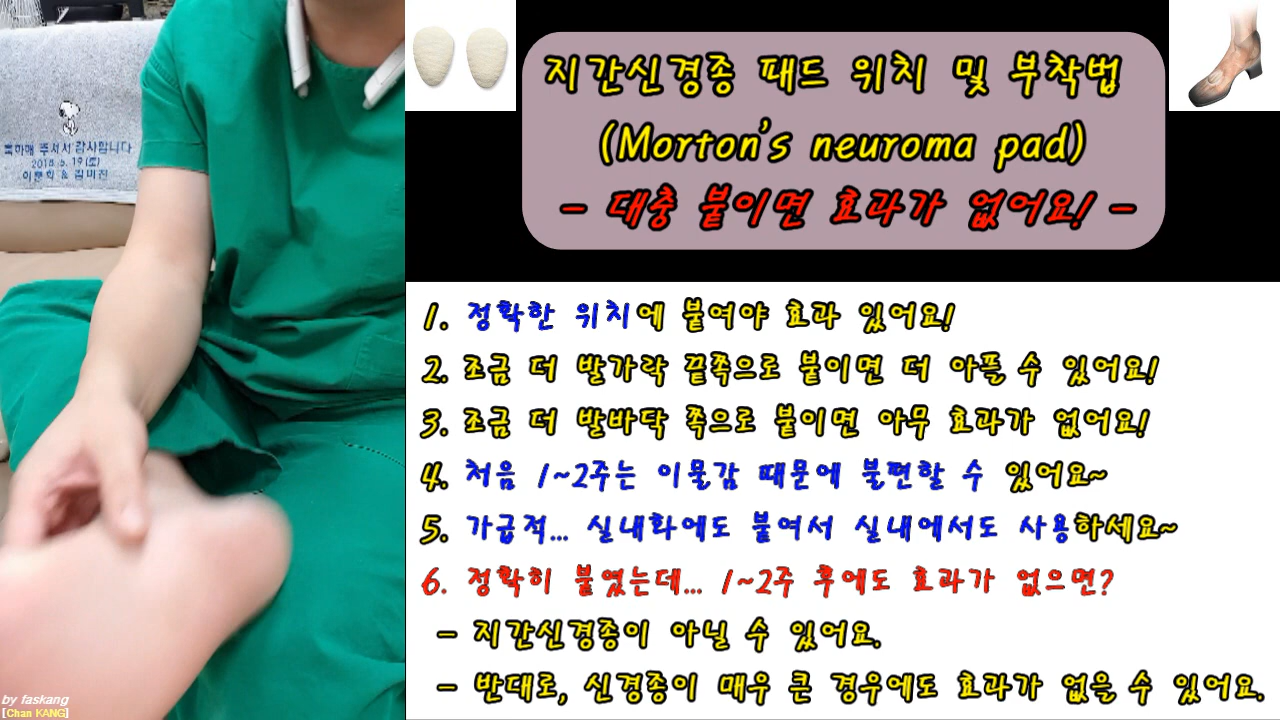 지간신경종 패드 위치 및 부착법
(Morton's neuroma pad)
- 대충 붙이면 효과가 없어요! -
1. 정확한 위치에 붙여야 효과 있어요!
2. 조금 더 발가락 끝쪽으로 붙이면 더 아플 수 있어요!
3. 조금 더 발바닥 쪽으로 붙이면 아무 효과가 없어요!
4. 처음 1~2주는 이물감 때문에 불편할 수 있어요~
5. 가급적... 실내화에도 붙여서 실내에서도 사용하세요~
6. 정확히 붙였는데... 1~2주 후에도 효과가 없으면?
- 지간신경종이 아닐 수 있어요.
- 반대로, 신경종이 매우 큰 경우에도 효과가 없을 수 있어요.
축하해 주셔서 감사합니다
by faskang
[Chan KANG]